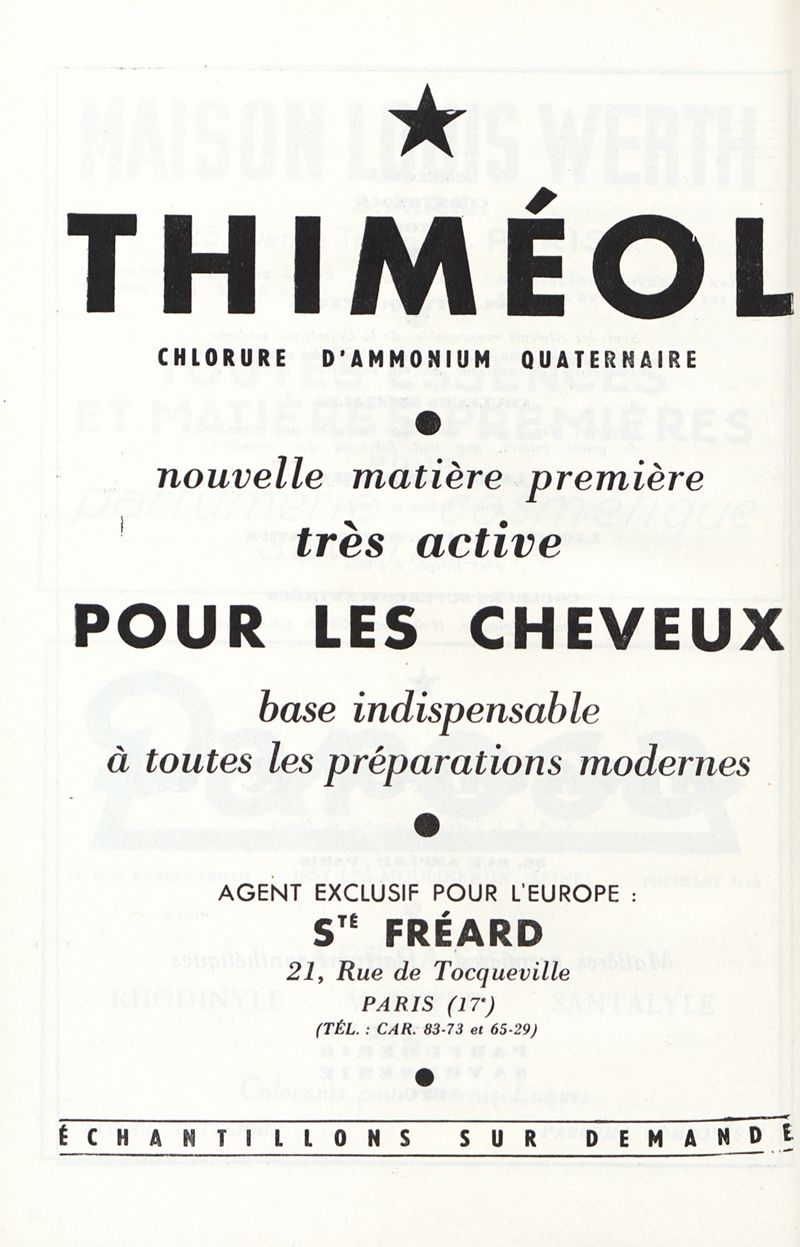 THIMÉOL
CHLORURE D'AMMONIUM QUATERNAIRE
nouvelle matière première
très active
POUR LES CHEVEUX
base indispensable
à toutes les préparations modernes
AGENT EXCLUSIF POUR L'EUROPE :
STÉ FRÉARD
21, Rue de Tocqueville
PARIS (17e)
(TÉL. : CAR. 83-73 et 65-29)
ÉCHANTILLONS SUR DEMANDE